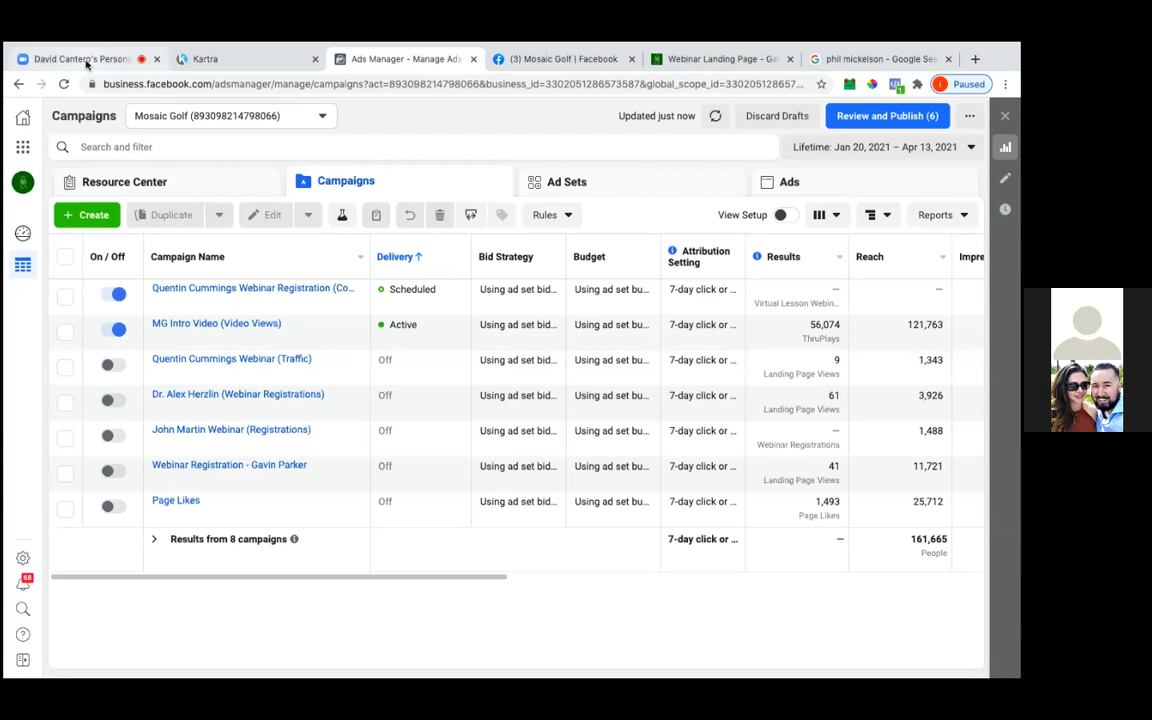 David Cantero's Persona
Kartra
Ads Manager - Manage Ads
(3) Mosaic Golf | Facebook
Webinar Landing Page - Ga
phil mickelson - Google Sea
business.facebook.com/adsmanager/manage/campaigns?act=893098214798066&business_id=3302051286573587&global_scope_id=330205128657...
Paused
Campaigns
Mosaic Golf (893098214798066)
Updated just now
Discard Drafts
Review and Publish (6)
Search and filter
Lifetime: Jan 20, 2021 – Apr 13, 2021
Resource Center
Campaigns
Ad Sets
Ads
+ Create
Duplicate
Edit
Rules
View Setup
Reports
On / Off
Campaign Name
Delivery ↑
Bid Strategy
Budget
Attribution Setting
Results
Reach
Impre
Quentin Cummings Webinar Registration (Co...
Scheduled
Using ad set bid...
Using ad set bu...
7-day click or ...
—
—
Virtual Lesson Webin...
MG Intro Video (Video Views)
Active
Using ad set bid...
Using ad set bu...
7-day click or ...
56,074
121,763
ThruPlays
Quentin Cummings Webinar (Traffic)
Off
Using ad set bid...
Using ad set bu...
7-day click or ...
9
1,343
Landing Page Views
Dr. Alex Herzlin (Webinar Registrations)
Off
Using ad set bid...
Using ad set bu...
7-day click or ...
61
3,926
Landing Page Views
John Martin Webinar (Registrations)
Off
Using ad set bid...
Using ad set bu...
7-day click or ...
—
1,488
Webinar Registrations
Webinar Registration - Gavin Parker
Off
Using ad set bid...
Using ad set bu...
7-day click or ...
41
11,721
Landing Page Views
Page Likes
Off
Using ad set bid...
Using ad set bu...
7-day click or ...
1,493
25,712
Page Likes
Results from 8 campaigns
7-day click or ...
—
161,665
People
68